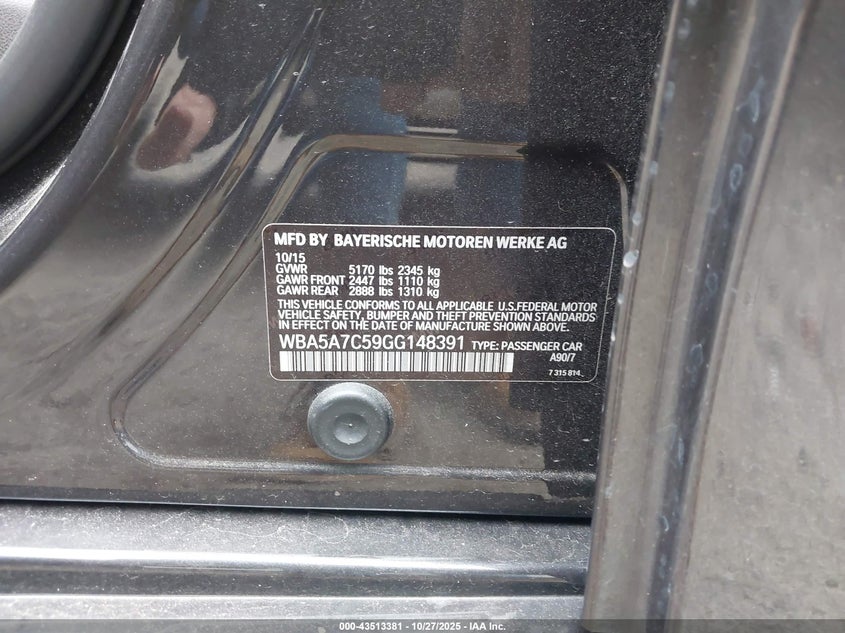 MFD BY BAYERISCHE MOTOREN WERKE AG
10/15
GVWR 5170 lbs 2345 kg
GAWR FRONT 2447 lbs 1110 kg
GAWR REAR 2888 lbs 1310 kg
THIS VEHICLE CONFORMS TO ALL APPLICABLE U.S.FEDERAL MOTOR
VEHICLE SAFETY, BUMPER AND THEFT PREVENTION STANDARDS
IN EFFECT ON THE DATE OF MANUFACTURE SHOWN ABOVE.
WBA5A7C59GG148391 TYPE: PASSENGER CAR
A90/7
7 315 814
000-43513381 - 10/27/2025 - IAA Inc.